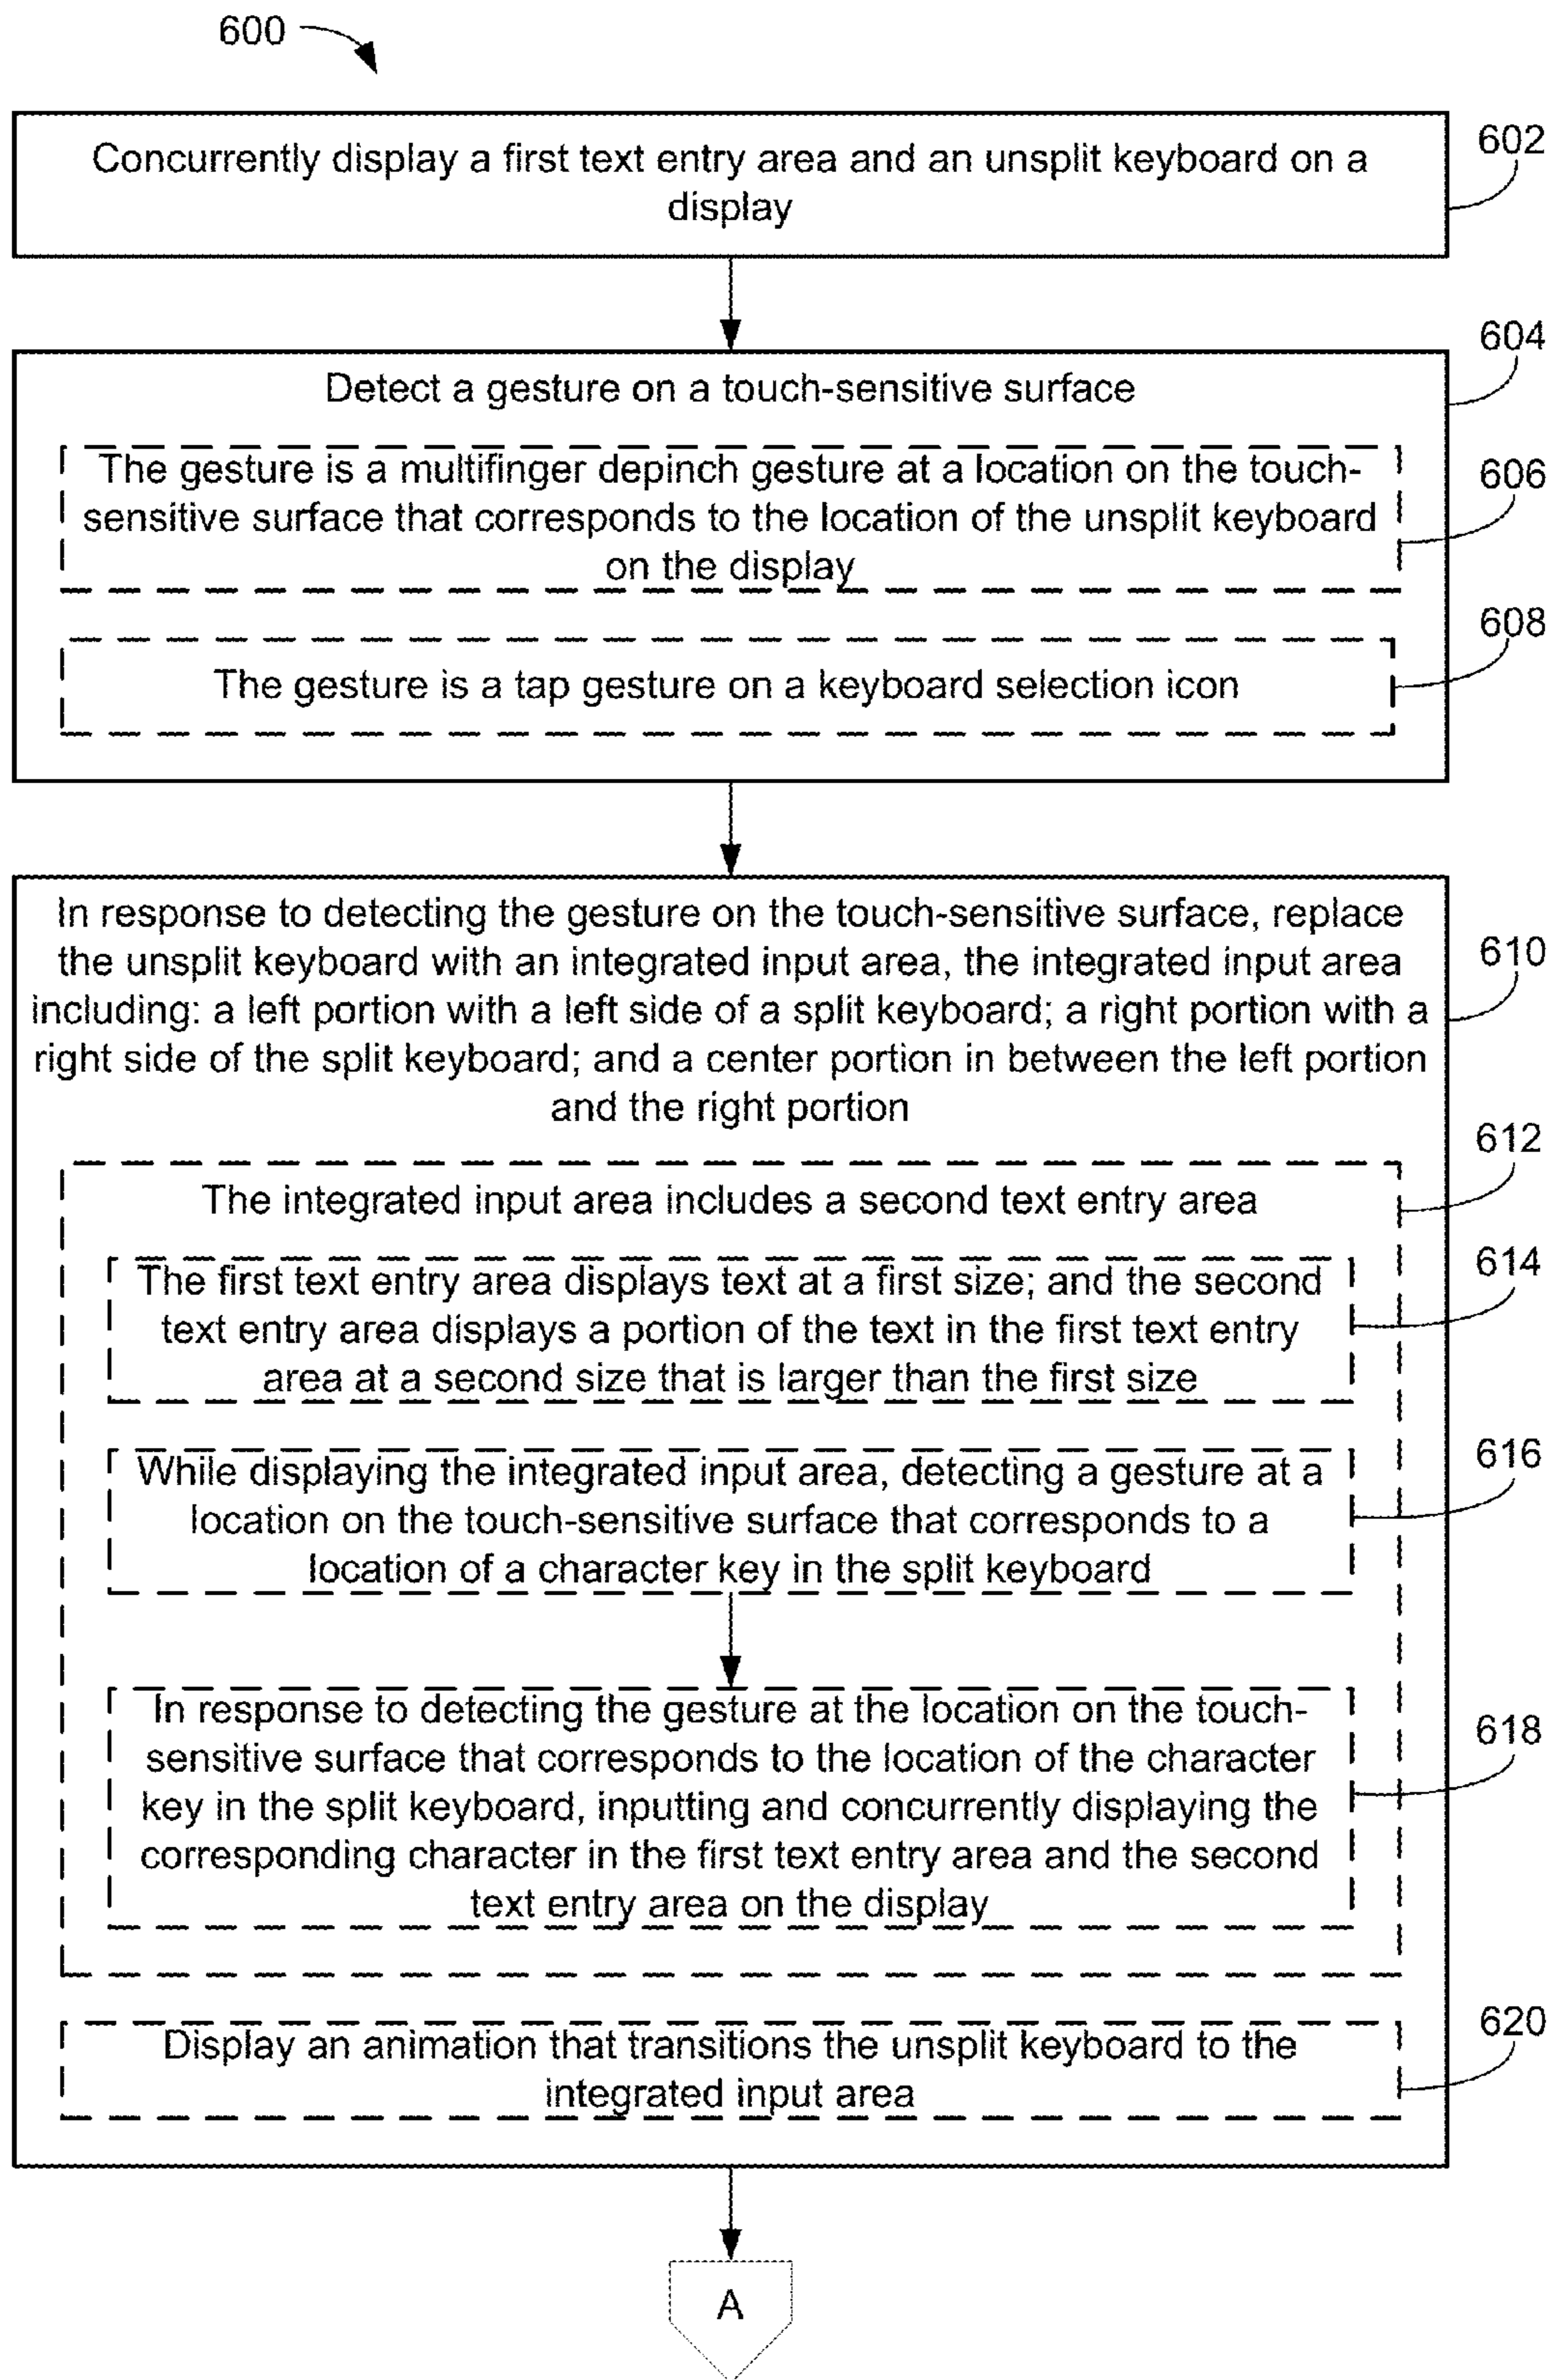 600
Concurrently display a first text entry area and an unsplit keyboard on a
display
602
Detect a gesture on a touch-sensitive surface
604
The gesture is a multifinger depinch gesture at a location on the touch-
sensitive surface that corresponds to the location of the unsplit keyboard
on the display
606
The gesture is a tap gesture on a keyboard selection icon
608
In response to detecting the gesture on the touch-sensitive surface, replace
the unsplit keyboard with an integrated input area, the integrated input area
including: a left portion with a left side of a split keyboard; a right portion with a
right side of the split keyboard; and a center portion in between the left portion
and the right portion
610
The integrated input area includes a second text entry area
612
The first text entry area displays text at a first size; and the second
text entry area displays a portion of the text in the first text entry
area at a second size that is larger than the first size
614
While displaying the integrated input area, detecting a gesture at a
location on the touch-sensitive surface that corresponds to a
location of a character key in the split keyboard
616
In response to detecting the gesture at the location on the touch-
sensitive surface that corresponds to the location of the character
key in the split keyboard, inputting and concurrently displaying the
corresponding character in the first text entry area and the second
text entry area on the display
618
Display an animation that transitions the unsplit keyboard to the
integrated input area
620
A